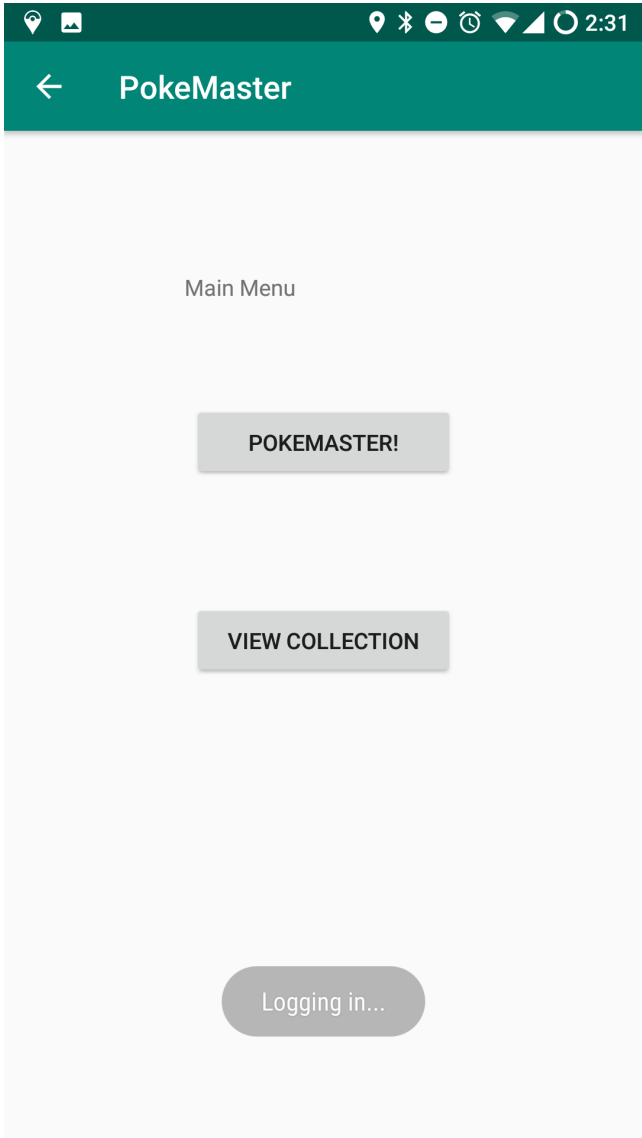 2:31
PokeMaster
Main Menu
POKEMASTER!
VIEW COLLECTION
Logging in...